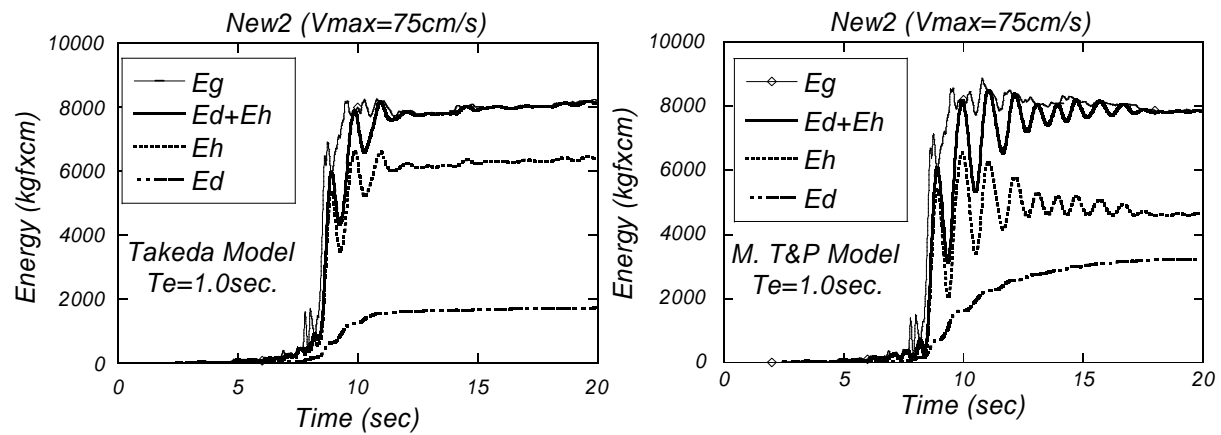 New2 (Vmax=75cm/s)
10000
8000
6000
4000
2000
0
Energy (kgfxcm)
Eg
Ed+Eh
Eh
Ed
Takeda Model
Te=1.0sec.
0 5 10 15 20
Time (sec)
New2 (Vmax=75cm/s)
10000
8000
6000
4000
2000
0
Energy (kgfxcm)
Eg
Ed+Eh
Eh
Ed
M. T&P Model
Te=1.0sec.
0 5 10 15 20
Time (sec)